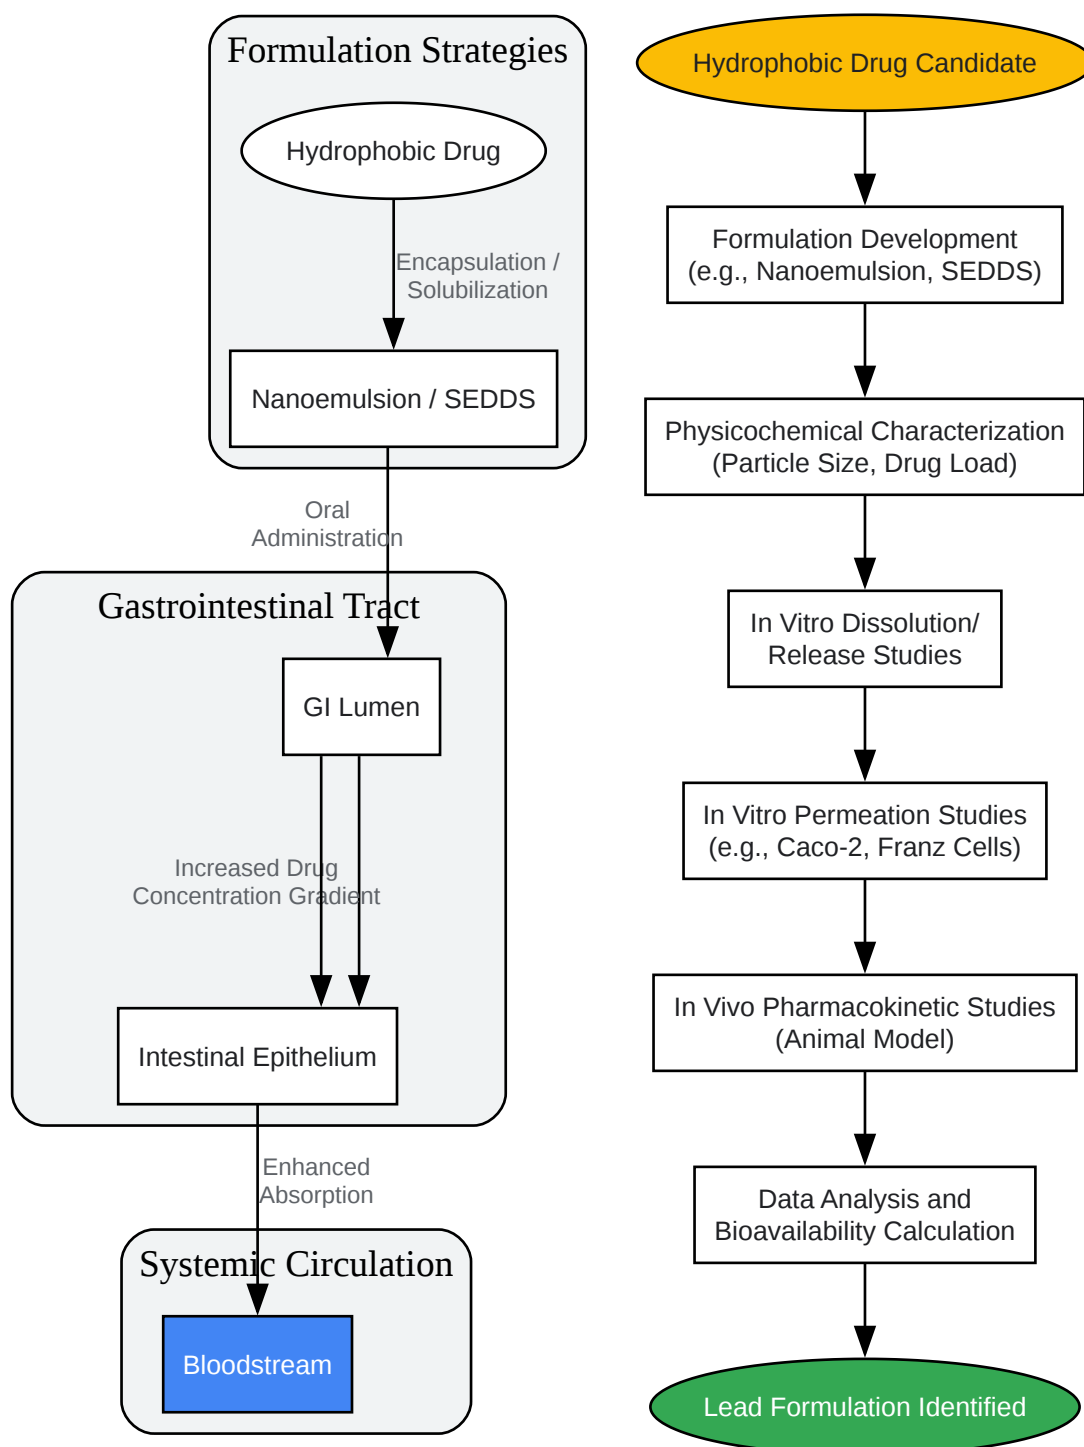 Formulation Strategies
Hydrophobic Drug
Encapsulation /
Solubilization
Nanoemulsion / SEDDS
Oral
Administration
Gastrointestinal Tract
GI Lumen
Increased Drug
Concentration Gradient
Intestinal Epithelium
Enhanced
Absorption
Systemic Circulation
Bloodstream
Hydrophobic Drug Candidate
Formulation Development
(e.g., Nanoemulsion, SEDDS)
Physicochemical Characterization
(Particle Size, Drug Load)
In Vitro Dissolution/
Release Studies
In Vitro Permeation Studies
(e.g., Caco-2, Franz Cells)
In Vivo Pharmacokinetic Studies
(Animal Model)
Data Analysis and
Bioavailability Calculation
Lead Formulation Identified